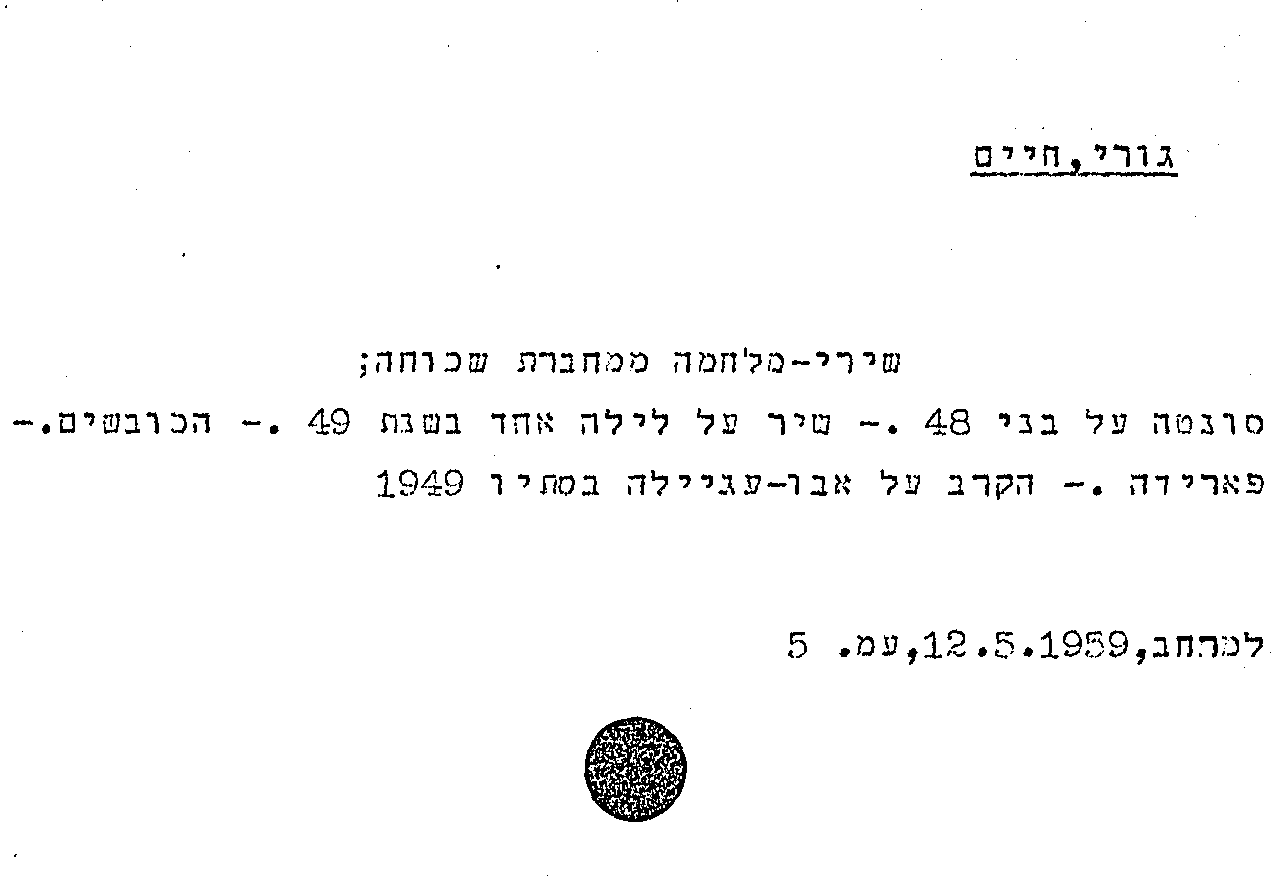 גורי,חיים
שירי-מלחמה ממחברת שכוחה;
סונטה על בני 48 .- שיר על לילה אחד בשנת 49 .- הכובשים.-
פארידה .- הקרב על אבו-עגיילה בסתיו 1949
למרחב,12.5.1959,עמ. 5